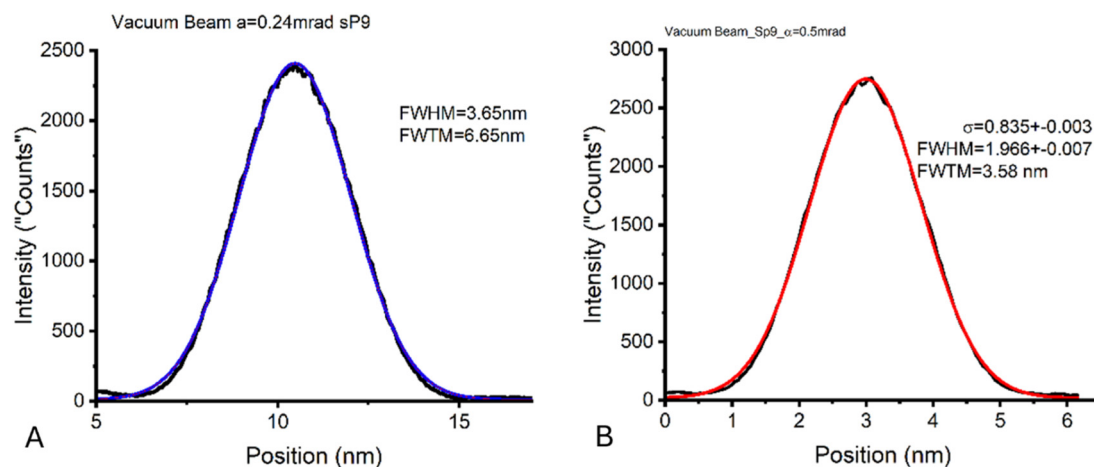 Vacuum Beam a=0.24mrad sP9
2500
2000
1500
1000
500
0
5
10
15
Intensity ("Counts")
Position (nm)
FWHM=3.65nm
FWTM=6.65nm
A
Vacuum Beam_Sp9_α=0.5mrad
3000
2500
2000
1500
1000
500
0
0
1
2
3
4
5
6
Intensity ("Counts")
Position (nm)
σ=0.835+-0.003
FWHM=1.966+-0.007
FWTM=3.58 nm
B